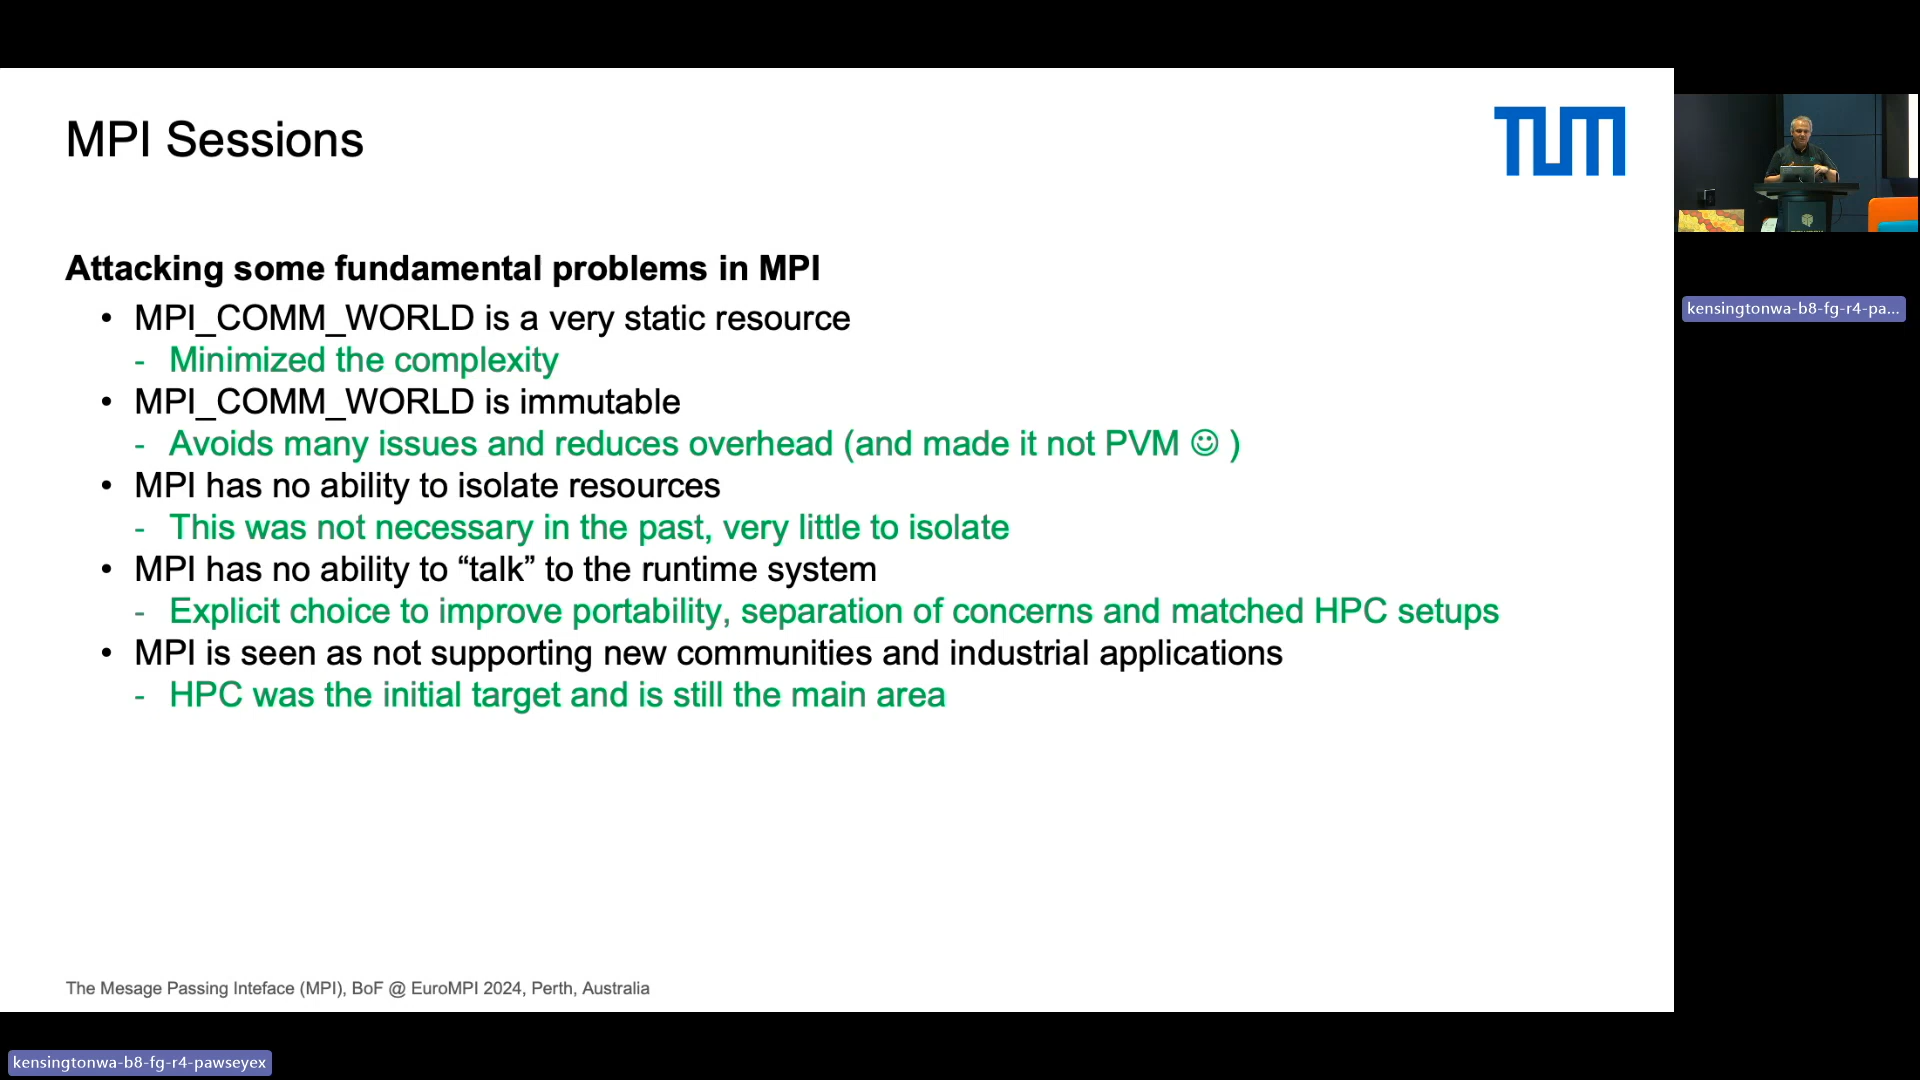 MPI Sessions
TUM
Attacking some fundamental problems in MPI
• MPI_COMM_WORLD is a very static resource
- Minimized the complexity
• MPI_COMM_WORLD is immutable
- Avoids many issues and reduces overhead (and made it not PVM ☺ )
• MPI has no ability to isolate resources
- This was not necessary in the past, very little to isolate
• MPI has no ability to “talk” to the runtime system
- Explicit choice to improve portability, separation of concerns and matched HPC setups
• MPI is seen as not supporting new communities and industrial applications
- HPC was the initial target and is still the main area
The Mesage Passing Inteface (MPI), BoF @ EuroMPI 2024, Perth, Australia
kensingtonwa-b8-fg-r4-pa...
kensingtonwa-b8-fg-r4-pawseyex